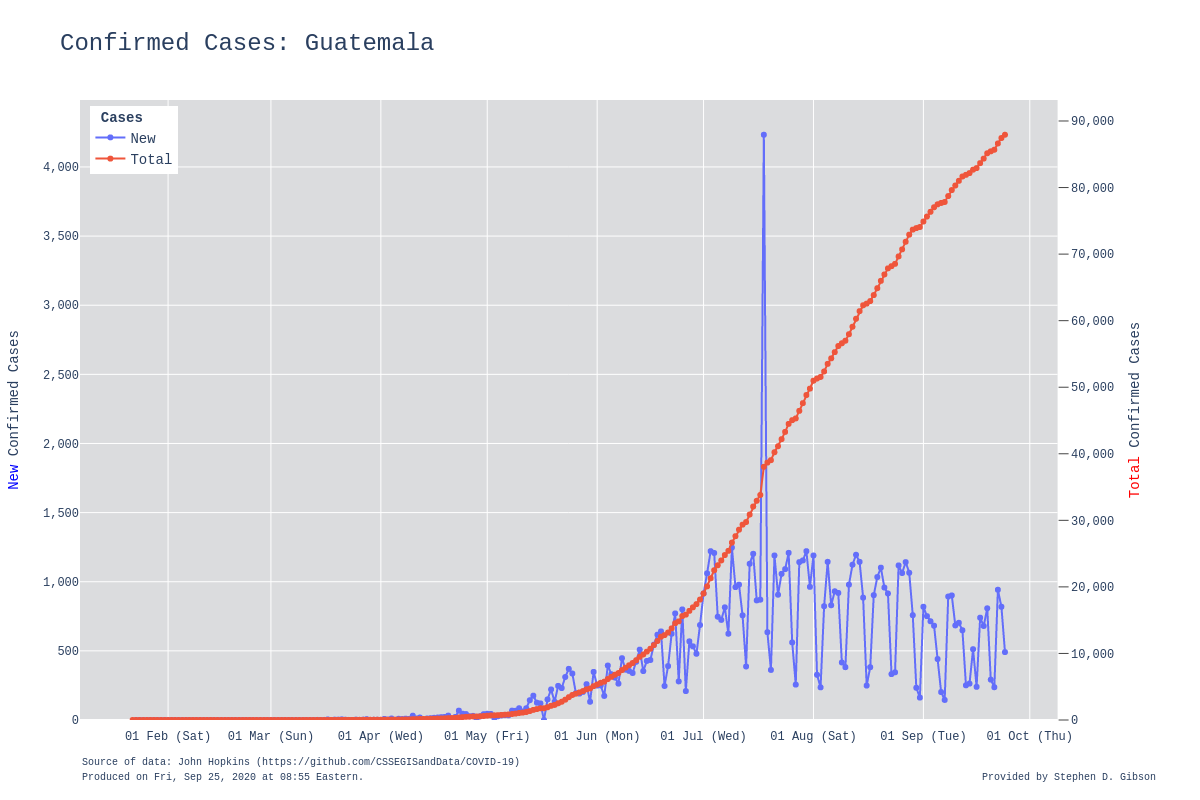 Confirmed Cases: Guatemala
Cases
New
Total
4,000
3,500
3,000
2,500
2,000
1,500
1,000
500
0
90,000
80,000
70,000
60,000
50,000
40,000
30,000
20,000
10,000
0
New Confirmed Cases
Total Confirmed Cases
01 Feb (Sat)
01 Mar (Sun)
01 Apr (Wed)
01 May (Fri)
01 Jun (Mon)
01 Jul (Wed)
01 Aug (Sat)
01 Sep (Tue)
01 Oct (Thu)
Source of data: John Hopkins (https://github.com/CSSEGISandData/COVID-19)
Produced on Fri, Sep 25, 2020 at 08:55 Eastern.
Provided by Stephen D. Gibson